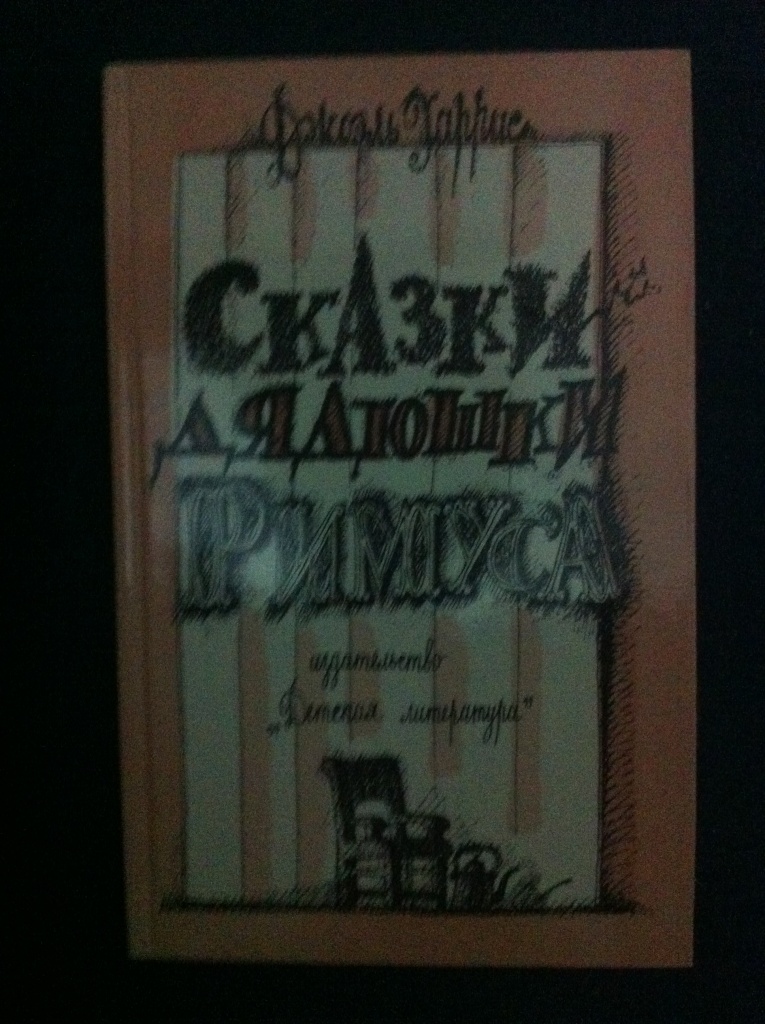 Джоэль Харрис
Сказки
дядюшки
Римуса
издательство
„Детская литература"